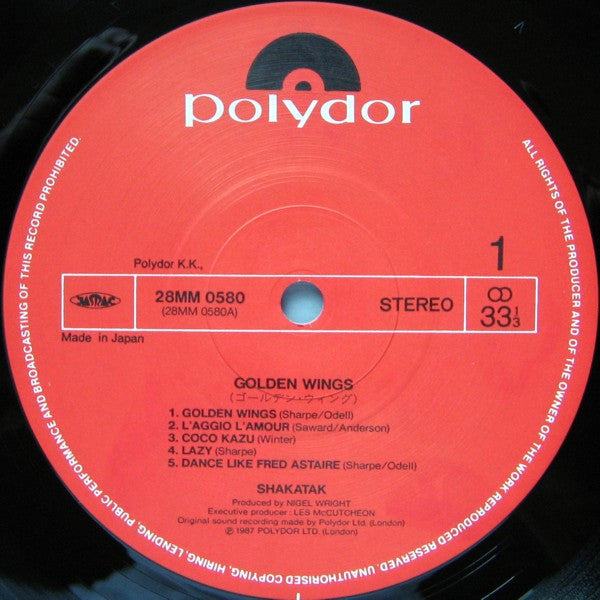 polydor
ALL RIGHTS OF THE PRODUCER AND OF THE OWNER OF THE WORK REPRODUCED RESERVED. UNAUTHORISED COPYING, HIRING, LENDING, PUBLIC PERFORMANCE AND BROADCASTING OF THIS RECORD PROHIBITED.
1
Polydor K.K.,
JASRAC
28MM 0580
(28MM 0580A)
STEREO
33 1/3
Made in Japan
GOLDEN WINGS
(ゴールデン・ウィング)
1. GOLDEN WINGS (Sharpe/Odell)
2. L'AGGIO L'AMOUR (Saward/Anderson)
3. COCO KAZU (Winter)
4. LAZY (Sharpe)
5. DANCE LIKE FRED ASTAIRE (Sharpe/Odell)
SHAKATAK
Produced by NIGEL WRIGHT
Executive producer : LES McCUTCHEON
Original sound recording made by Polydor Ltd. (London)
℗ 1987 POLYDOR LTD. (London)